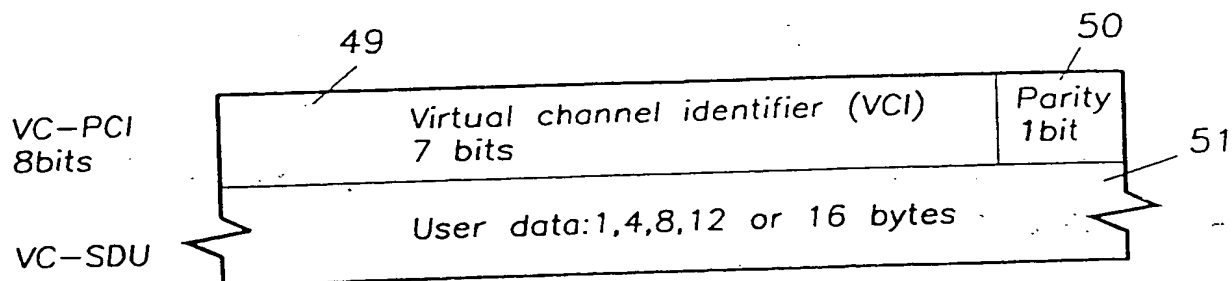 49
50
VC-PCI
8bits
Virtual channel identifier (VCI)
7 bits
Parity
1bit
51
User data:1,4,8,12 or 16 bytes
VC-SDU